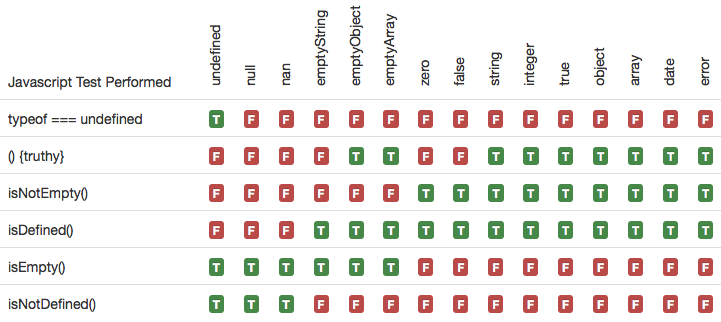 Javascript Test Performed undefined null nan emptyString emptyObject emptyArray zero false string integer true object array date error
typeof === undefined T F F F F F F F F F F F F F F
() {truthy} F F F F T T F F T T T T T T T
isNotEmpty() F F F F F F T T T T T T T T T
isDefined() F F F T T T T T T T T T T T T
isEmpty() T T T T T T F F F F F F F F F
isNotDefined() T T T F F F F F F F F F F F F